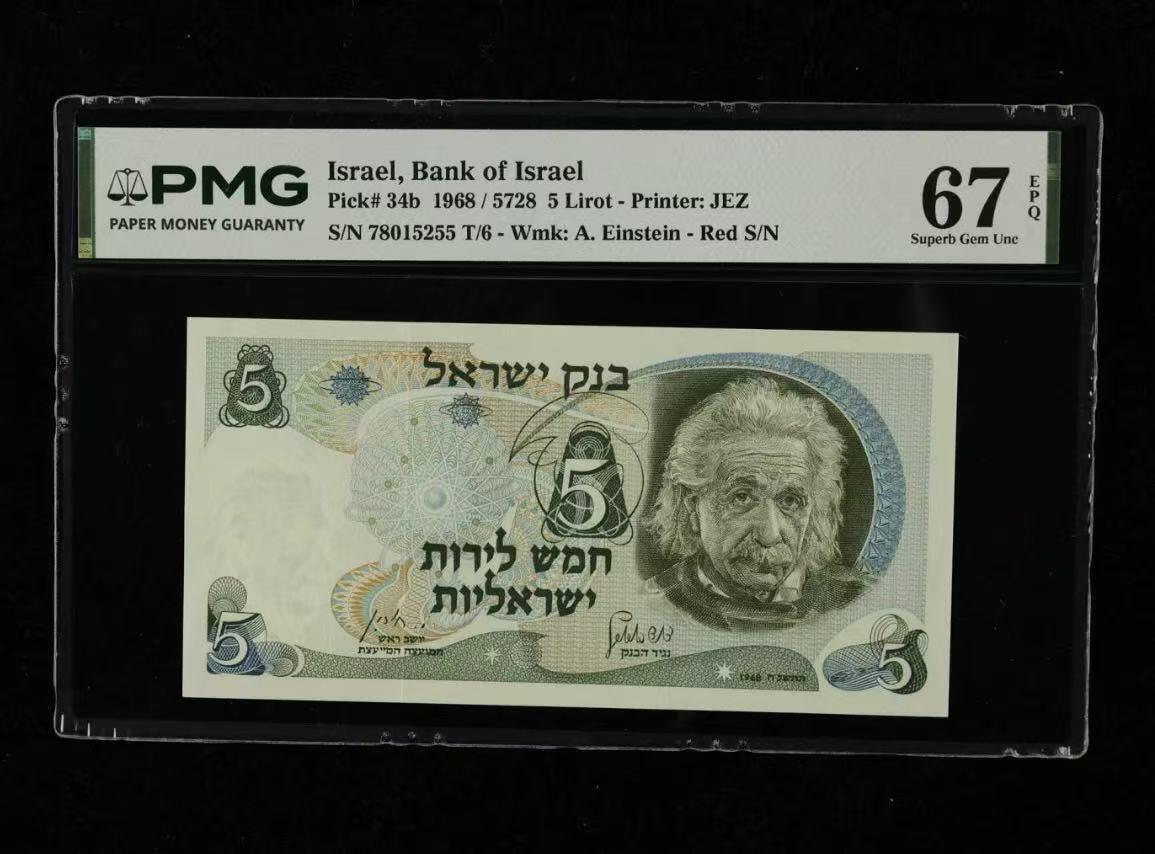 PMG
PAPER MONEY GUARANTY
Israel, Bank of Israel
Pick# 34b 1968 / 5728 5 Lirot - Printer: JEZ
S/N 78015255 T/6 - Wmk: A. Einstein - Red S/N
67
EPQ
Superb Gem Unc
5
בנק ישראל
5
חמש לירות
ישראליות
יושב ראש
המועצה המייעצת
נגיד הבנק
5
1968 תשכ"ח
5